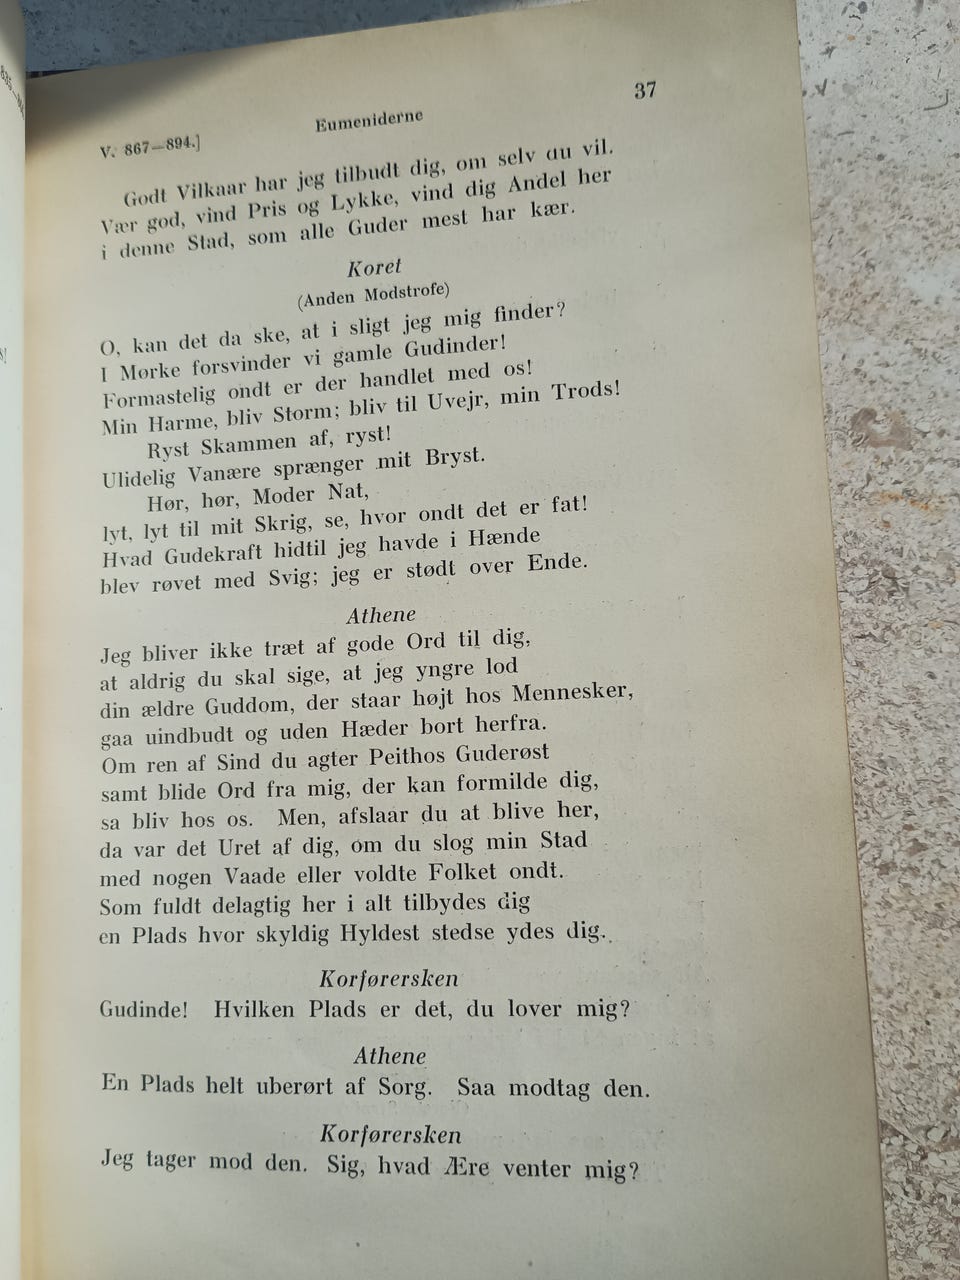 37
Eumeniderne
V. 867—894.]
Godt Vilkaar har jeg tilbudt dig, om selv du vil.
Vær god, vind Pris og Lykke, vind dig Andel her
i denne Stad, som alle Guder mest har kær.
Koret
(Anden Modstrofe)
O, kan det da ske, at i sligt jeg mig finder?
I Mørke forsvinder vi gamle Gudinder!
Formastelig ondt er der handlet med os!
Min Harme, bliv Storm; bliv til Uvejr, min Trods!
Ryst Skammen af, ryst!
Ulidelig Vanære sprænger mit Bryst.
Hør, hør, Moder Nat,
lyt, lyt til mit Skrig, se, hvor ondt det er fat!
Hvad Gudekraft hidtil jeg havde i Hænde
blev røvet med Svig; jeg er stødt over Ende.
Athene
Jeg bliver ikke træt af gode Ord til dig,
at aldrig du skal sige, at jeg yngre lod
din ældre Guddom, der staar højt hos Mennesker,
gaa uindbudt og uden Hæder bort herfra.
Om ren af Sind du agter Peithos Guderøst
samt blide Ord fra mig, der kan formilde dig,
sa bliv hos os. Men, afslaar du at blive her,
da var det Uret af dig, om du slog min Stad
med nogen Vaade eller voldte Folket ondt.
Som fuldt delagtig her i alt tilbydes dig
en Plads hvor skyldig Hyldest stedse ydes dig.
Korførersken
Gudinde! Hvilken Plads er det, du lover mig?
Athene
En Plads helt uberørt af Sorg. Saa modtag den.
Korførersken
Jeg tager mod den. Sig, hvad Ære venter mig?